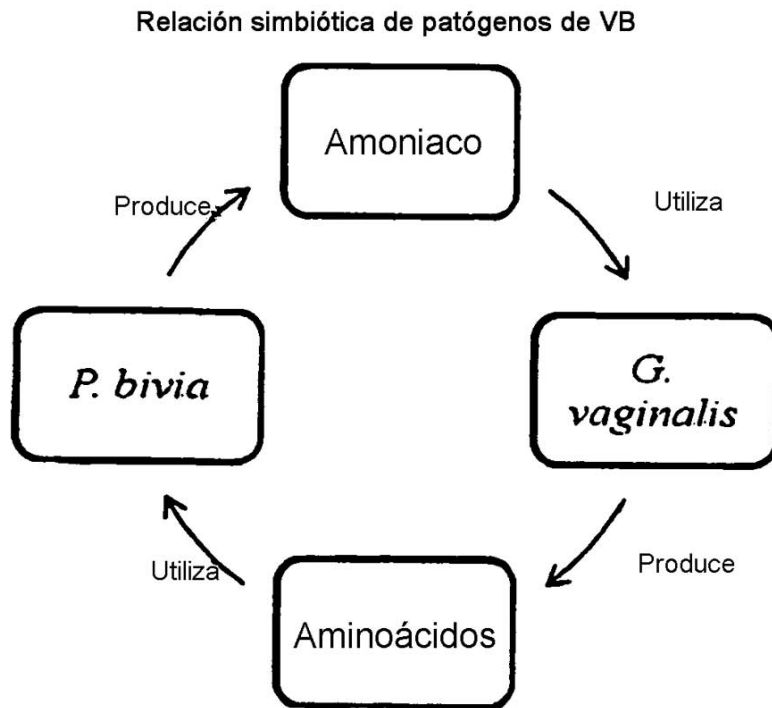 Relación simbiótica de patógenos de VB
Amoniaco
Produce
Utiliza
P. bivia
G.
vaginalis
Utiliza
Produce
Aminoácidos